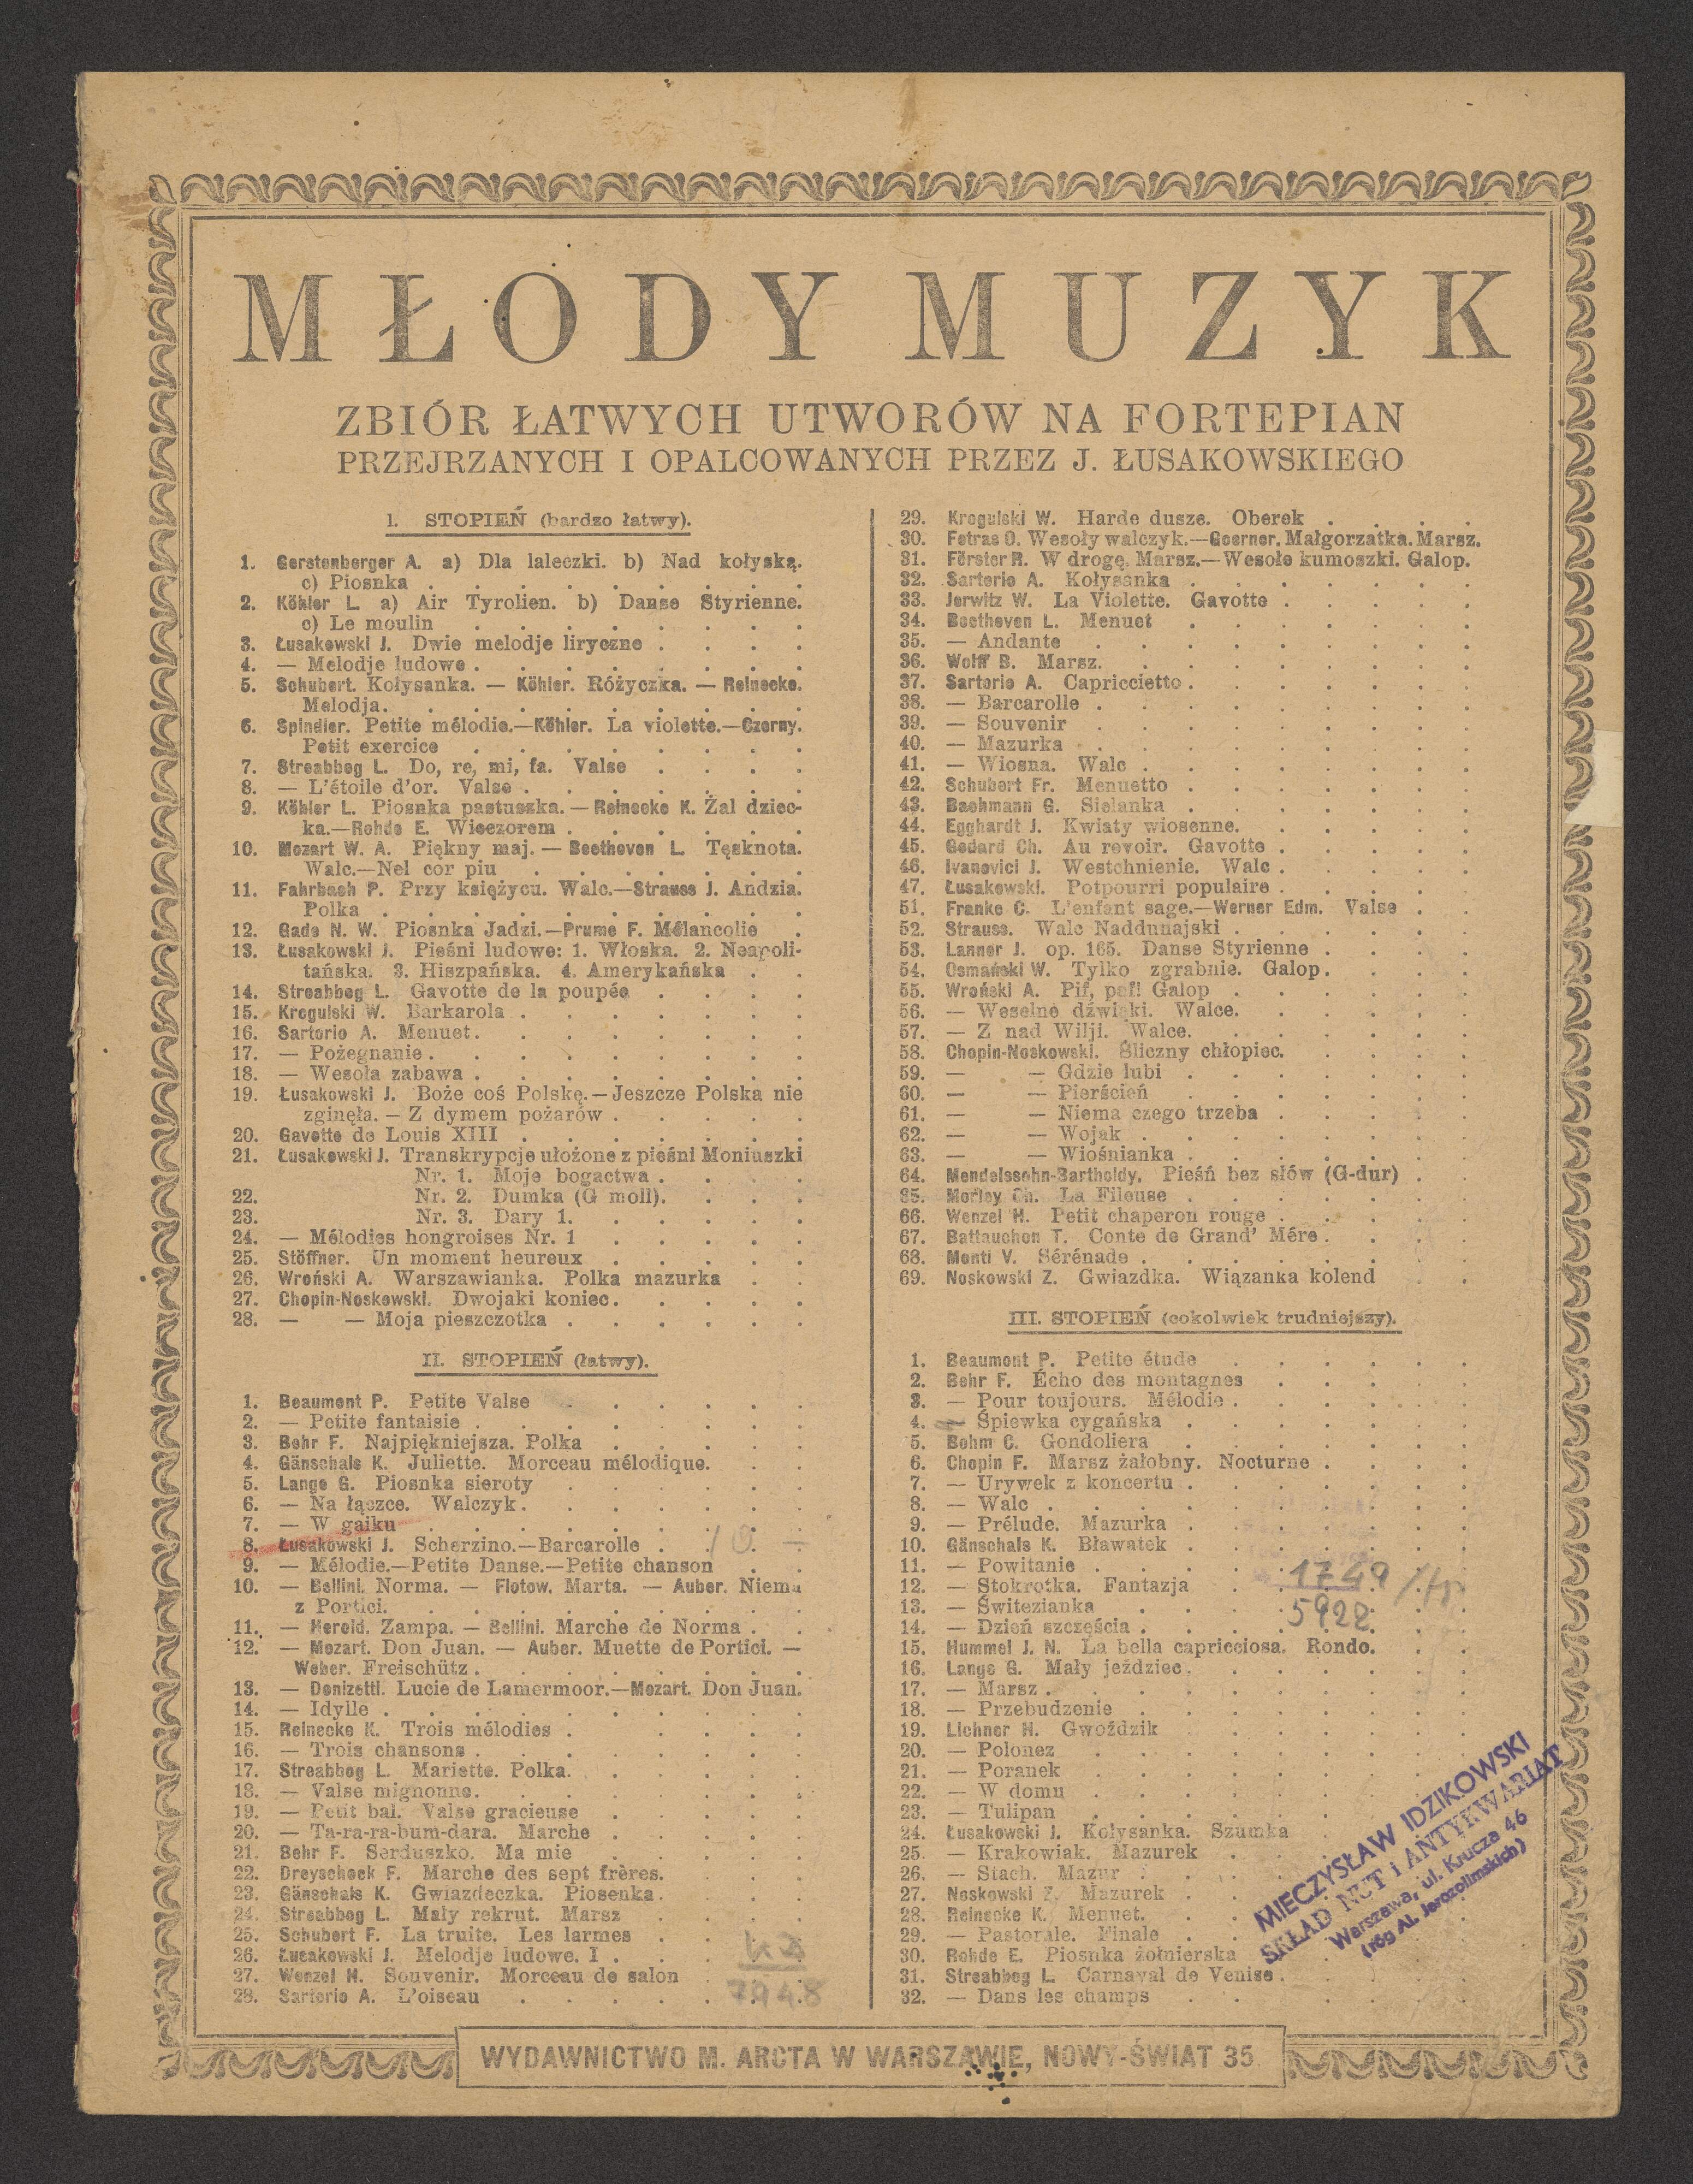 MŁODY MUZYK
ZBIÓR ŁATWYCH UTWORÓW NA FORTEPIAN
PRZEJRZANYCH I OPALCOWANYCH PRZEZ J. ŁUSAKOWSKIEGO
I. STOPIEŃ (bardzo łatwy).
1. Gerstenberger A. a) Dla laleczki. b) Nad kołyską.
c) Piosnka
2. Köhler L. a) Air Tyrolien. b) Danse Styrienne.
c) Le moulin
3. Łusakowski J. Dwie melodje liryczne
4. — Melodje ludowe
5. Schubert. Kołysanka. — Köhler. Różyczka. — Reinecke.
Melodja.
6. Spindler. Petite mélodie.—Köhler. La violette.—Czerny.
Petit exercice
7. Streabbog L. Do, re, mi, fa. Valse
8. — L'étoile d'or. Valse
9. Köhler L. Piosnka pastuszka. — Reinecke K. Żal dziec-
ka.—Rohde E. Wieczorem
10. Mozart W. A. Piękny maj. — Beethoven L. Tęsknota.
Walc.—Nel cor piu
11. Fahrbach P. Przy księżycu. Walc.—Strauss J. Andzia.
Polka
12. Gade N. W. Piosnka Jadzi.—Prume F. Mélancolie
13. Łusakowski J. Pieśni ludowe: 1. Włoska. 2. Neapoli-
tańska. 3. Hiszpańska. 4. Amerykańska
14. Streabbog L. Gavotte de la poupée
15. Krogulski W. Barkarola
16. Sartorio A. Menuet.
17. — Pożegnanie
18. — Wesoła zabawa
19. Łusakowski J. Boże coś Polskę.—Jeszcze Polska nie
zginęła. — Z dymem pożarów
20. Gavotte de Louis XIII
21. Łusakowski J. Transkrypcje ułożone z pieśni Moniuszki
Nr. 1. Moje bogactwa
22. Nr. 2. Dumka (G moll).
23. Nr. 3. Dary 1.
24. — Mélodies hongroises Nr. 1
25. Stöffner. Un moment heureux
26. Wroński A. Warszawianka. Polka mazurka
27. Chopin-Noskowski. Dwojaki koniec.
28. — — Moja pieszczotka
II. STOPIEŃ (łatwy).
1. Beaumont P. Petite Valse
2. — Petite fantaisie
3. Behr F. Najpiękniejsza. Polka
4. Gänschals K. Juliette. Morceau mélodique.
5. Lange G. Piosnka sieroty
6. — Na łączce. Walczyk.
7. — W gaiku
8. Łusakowski J. Scherzino.—Barcarolle
9. — Mélodie.—Petite Danse.—Petite chanson
10. — Bellini. Norma. — Flotow. Marta. — Auber. Niema
z Portici.
11. — Herold. Zampa. — Bellini. Marche de Norma
12. — Mozart. Don Juan. — Auber. Muette de Portici. —
Weber. Freischütz
13. — Donizetti. Lucie de Lamermoor.—Mozart. Don Juan.
14. — Idylle
15. Reinecke K. Trois mélodies
16. — Trois chansons
17. Streabbog L. Mariette. Polka.
18. — Valse mignonne.
19. — Petit bal. Valse gracieuse
20. — Ta-ra-ra-bum-dara. Marche
21. Behr F. Serduszko. Ma mie
22. Dreyschock F. Marche des sept frères.
23. Gänschals K. Gwiazdeczka. Piosenka.
24. Streabbog L. Mały rekrut. Marsz
25. Schubert F. La truite. Les larmes
26. Łusakowski J. Melodje ludowe. I
27. Wenzel H. Souvenir. Morceau de salon
28. Sartorio A. L'oiseau
7948
29. Krogulski W. Harde dusze. Oberek
30. Fetras O. Wesoły walczyk.—Goerner. Małgorzatka. Marsz.
31. Förster R. W drogę. Marsz.—Wesołe kumoszki. Galop.
32. Sartorio A. Kołysanka
33. Jerwitz W. La Violette. Gavotte
34. Beethoven L. Menuet
35. — Andante
36. Wolff B. Marsz.
37. Sartorio A. Capriccietto
38. — Barcarolle
39. — Souvenir
40. — Mazurka
41. — Wiosna. Walc
42. Schubert Fr. Menuetto
43. Bachmann G. Sielanka
44. Egghardt J. Kwiaty wiosenne.
45. Godard Ch. Au revoir. Gavotte
46. Ivanovici J. Westchnienie. Walc
47. Łusakowski. Potpourri populaire
51. Franke C. L'enfant sage.—Werner Edm. Valse
52. Strauss. Walc Naddunajski
53. Lanner J. op. 165. Danse Styrienne
54. Osmański W. Tylko zgrabnie. Galop.
55. Wroński A. Pif, paf! Galop
56. — Weselne dźwięki. Walce.
57. — Z nad Wilji. Walce.
58. Chopin-Noskowski. Śliczny chłopiec.
59. — — Gdzie lubi
60. — — Pierścień
61. — — Niema czego trzeba
62. — — Wojak
63. — — Wiośnianka
64. Mendelssohn-Bartholdy. Pieśń bez słów (G-dur)
65. Morley Ch. La Fileuse
66. Wenzel H. Petit chaperon rouge
67. Battauchon T. Conte de Grand' Mére
68. Monti V. Sérénade
69. Noskowski Z. Gwiazdka. Wiązanka kolend
III. STOPIEŃ (cokolwiek trudniejszy).
1. Beaumont P. Petite étude
2. Behr F. Écho des montagnes
3. — Pour toujours. Mélodie
4. — Śpiewka cygańska
5. Bohm C. Gondoliera
6. Chopin F. Marsz żałobny. Nocturne
7. — Urywek z koncertu
8. — Walc
9. — Prélude. Mazurka
10. Gänschals K. Bławatek
11. — Powitanie
12. — Stokrotka. Fantazja
13. — Świtezianka
14. — Dzień szczęścia
15. Hummel J. N. La bella capricciosa. Rondo.
16. Lange G. Mały jeździec
17. — Marsz
18. — Przebudzenie
19. Lichner H. Gwoździk
20. — Polonez
21. — Poranek
22. — W domu
23. — Tulipan
24. Łusakowski J. Kołysanka. Szumka
25. — Krakowiak. Mazurek
26. — Stach. Mazur
27. Noskowski Z. Mazurek
28. Reinecke K. Menuet.
29. — Pastorale. Finale
30. Rohde E. Piosnka żołnierska
31. Streabbog L. Carnaval de Venise
32. — Dans les champs
1749
5922
MIECZYSŁAW IDZIKOWSKI
SKŁAD NUT i ANTYKWARIAT
Warszawa, ul. Krucza 46
(róg Al. Jerozolimskich)
WYDAWNICTWO M. ARCTA W WARSZAWIE, NOWY-ŚWIAT 35